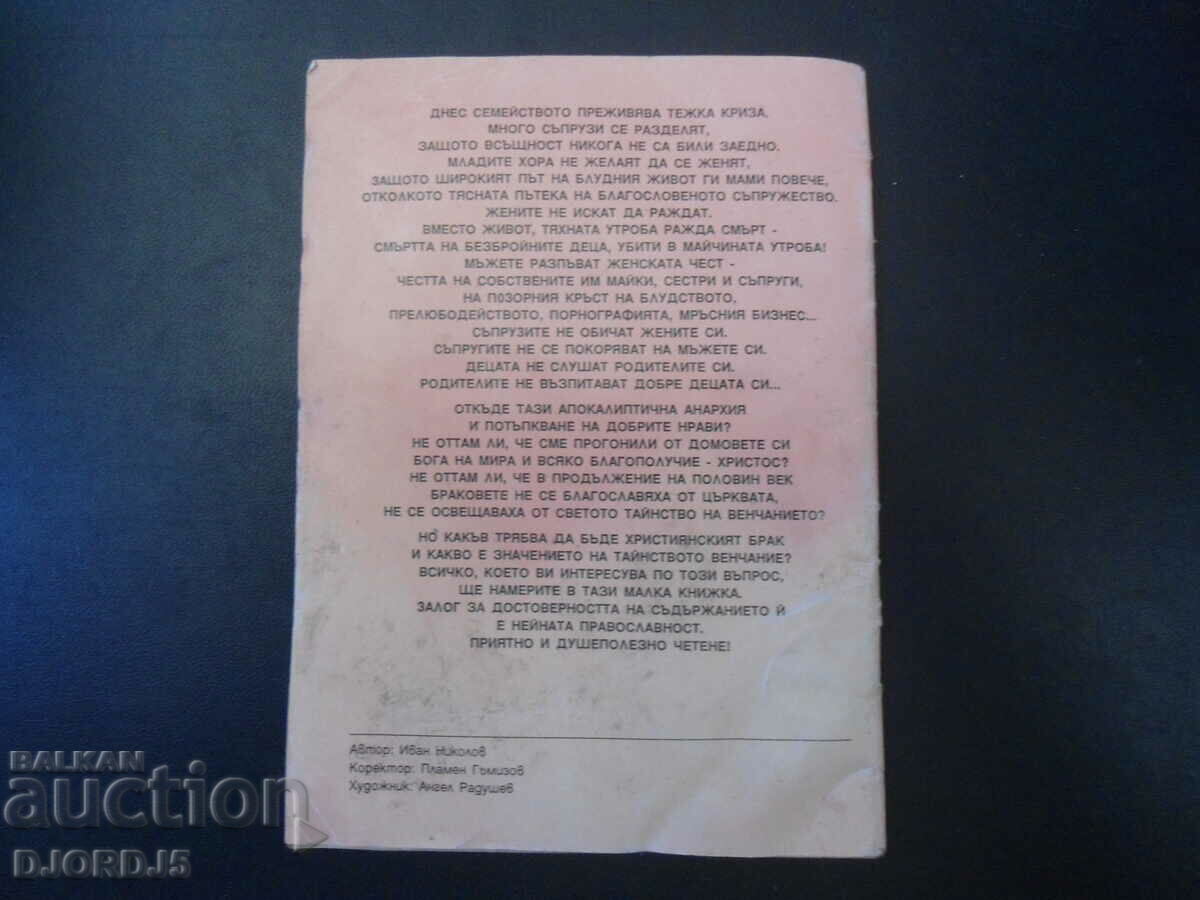 ДНЕС СЕМЕЙСТВОТО ПРЕЖИВЯВА ТЕЖКА КРИЗА.
МНОГО СЪПРУЗИ СЕ РАЗДЕЛЯТ,
ЗАЩОТО ВСЪЩНОСТ НИКОГА НЕ СА БИЛИ ЗАЕДНО.
МЛАДИТЕ ХОРА НЕ ЖЕЛАЯТ ДА СЕ ЖЕНЯТ,
ЗАЩОТО ШИРОКИЯТ ПЪТ НА БЛУДНИЯ ЖИВОТ ГИ МАМИ ПОВЕЧЕ,
ОТКОЛКОТО ТЯСНАТА ПЪТЕКА НА БЛАГОСЛОВЕНОТО СЪПРУЖЕСТВО.
ЖЕНИТЕ НЕ ИСКАТ ДА РАЖДАТ.
ВМЕСТО ЖИВОТ, ТЯХНАТА УТРОБА РАЖДА СМЪРТ -
СМЪРТТА НА БЕЗБРОЙНИТЕ ДЕЦА, УБИТИ В МАЙЧИНАТА УТРОБА!
МЪЖЕТЕ РАЗПЪВАТ ЖЕНСКАТА ЧЕСТ -
ЧЕСТТА НА СОБСТВЕНИТЕ ИМ МАЙКИ, СЕСТРИ И СЪПРУГИ,
НА ПОЗОРНИЯ КРЪСТ НА БЛУДСТВОТО,
ПРЕЛЮБОДЕЙСТВОТО, ПОРНОГРАФИЯТА, МРЪСНИЯ БИЗНЕС...
СЪПРУЗИТЕ НЕ ОБИЧАТ ЖЕНИТЕ СИ.
СЪПРУГИТЕ НЕ СЕ ПОКОРЯВАТ НА МЪЖЕТЕ СИ.
ДЕЦАТА НЕ СЛУШАТ РОДИТЕЛИТЕ СИ.
РОДИТЕЛИТЕ НЕ ВЪЗПИТАВАТ ДОБРЕ ДЕЦАТА СИ...
ОТКЪДЕ ТАЗИ АПОКАЛИПТИЧНА АНАРХИЯ
И ПОТЪПКВАНЕ НА ДОБРИТЕ НРАВИ?
НЕ ОТТАМ ЛИ, ЧЕ СМЕ ПРОГОНИЛИ ОТ ДОМОВЕТЕ СИ
БОГА НА МИРА И ВСЯКО БЛАГОПОЛУЧИЕ - ХРИСТОС?
НЕ ОТТАМ ЛИ, ЧЕ В ПРОДЪЛЖЕНИЕ НА ПОЛОВИН ВЕК
БРАКОВЕТЕ НЕ СЕ БЛАГОСЛАВЯХА ОТ ЦЪРКВАТА,
НЕ СЕ ОСВЕЩАВАХА ОТ СВЕТОТО ТАЙНСТВО НА ВЕНЧАНИЕТО?
НО КАКЪВ ТРЯБВА ДА БЪДЕ ХРИСТИЯНСКИЯТ БРАК
И КАКВО Е ЗНАЧЕНИЕТО НА ТАЙНСТВОТО ВЕНЧАНИЕ?
ВСИЧКО, КОЕТО ВИ ИНТЕРЕСУВА ПО ТОЗИ ВЪПРОС,
ЩЕ НАМЕРИТЕ В ТАЗИ МАЛКА КНИЖКА.
ЗАЛОГ ЗА ДОСТОВЕРНОСТТА НА СЪДЪРЖАНИЕТО Й
Е НЕЙНАТА ПРАВОСЛАВНОСТ.
ПРИЯТНО И ДУШЕПОЛЕЗНО ЧЕТЕНЕ!
Автор: Иван Николов
Коректор: Пламен Гъмизов
Художник: Ангел Радушев
BALKAN
auction
DJORD_J5